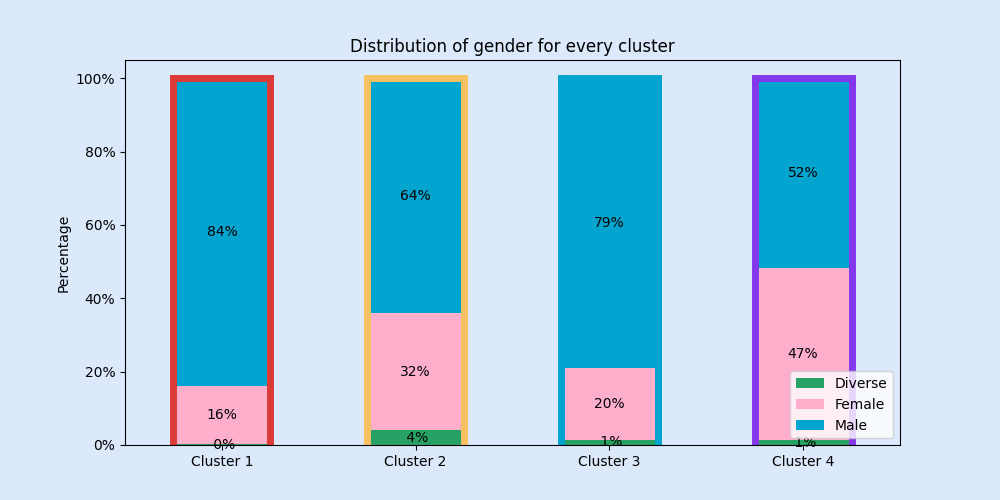 Distribution of gender for every cluster
Percentage
100%
80%
60%
40%
20%
0%
84%
16%
0%
64%
32%
4%
79%
20%
1%
52%
47%
1%
Diverse
Female
Male
Cluster 1
Cluster 2
Cluster 3
Cluster 4